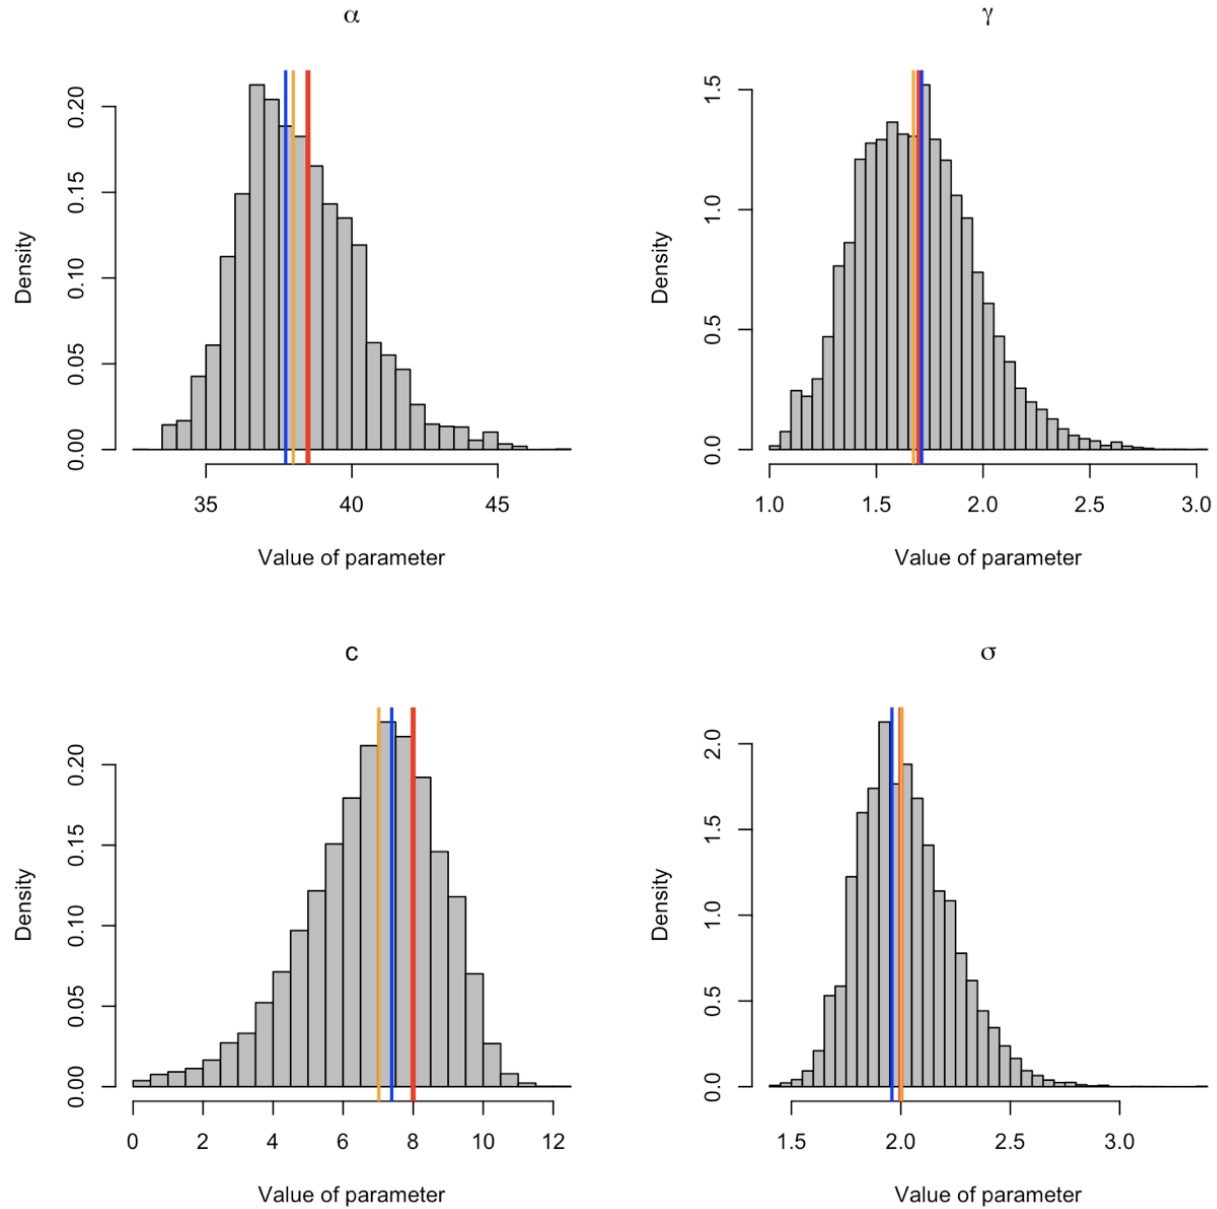 α
Density
0.00 0.05 0.10 0.15 0.20
35 40 45
Value of parameter
γ
Density
0.0 0.5 1.0 1.5
1.0 1.5 2.0 2.5 3.0
Value of parameter
c
Density
0.00 0.05 0.10 0.15 0.20
0 2 4 6 8 10 12
Value of parameter
σ
Density
0.0 0.5 1.0 1.5 2.0
1.5 2.0 2.5 3.0
Value of parameter